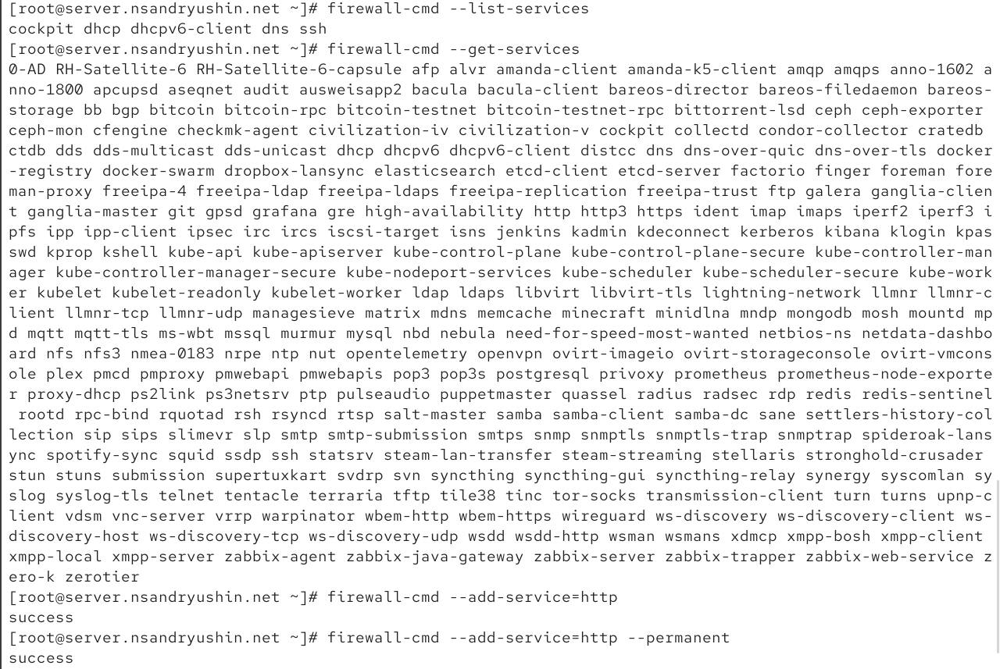 [root@server.nsandryushin.net ~]# firewall-cmd --list-services
cockpit dhcp dhcpv6-client dns ssh
[root@server.nsandryushin.net ~]# firewall-cmd --get-services
0-AD RH-Satellite-6 RH-Satellite-6-capsule afp alvr amanda-client amanda-k5-client amqp amqps anno-1602 a
nno-1800 apcupsd aseqnet audit ausweisapp2 bacula bacula-client bareos-director bareos-filedaemon bareos-
storage bb bgp bitcoin bitcoin-rpc bitcoin-testnet bitcoin-testnet-rpc bittorrent-lsd ceph ceph-exporter
ceph-mon cfengine checkmk-agent civilization-iv civilization-v cockpit collectd condor-collector cratedb
ctdb dds dds-multicast dds-unicast dhcp dhcpv6 dhcpv6-client distcc dns dns-over-quic dns-over-tls docker
-registry docker-swarm dropbox-lansync elasticsearch etcd-client etcd-server factorio finger foreman fore
man-proxy freeipa-4 freeipa-ldap freeipa-ldaps freeipa-replication freeipa-trust ftp galera ganglia-clien
t ganglia-master git gpsd grafana gre high-availability http http3 https ident imap imaps iperf2 iperf3 i
pfs ipp ipp-client ipsec irc ircs iscsi-target isns jenkins kadmin kdeconnect kerberos kibana klogin kpas
swd kprop kshell kube-api kube-apiserver kube-control-plane kube-control-plane-secure kube-controller-man
ager kube-controller-manager-secure kube-nodeport-services kube-scheduler kube-scheduler-secure kube-work
er kubelet kubelet-readonly kubelet-worker ldap ldaps libvirt libvirt-tls lightning-network llmnr llmnr-c
lient llmnr-tcp llmnr-udp managesieve matrix mdns memcache minecraft minidlna mndp mongodb mosh mountd mp
d mqtt mqtt-tls ms-wbt mssql murmur mysql nbd nebula need-for-speed-most-wanted netbios-ns netdata-dashbo
ard nfs nfs3 nmea-0183 nrpe ntp nut opentelemetry openvpn ovirt-imageio ovirt-storageconsole ovirt-vmcons
ole plex pmcd pmproxy pmwebapi pmwebapis pop3 pop3s postgresql privoxy prometheus prometheus-node-exporte
r proxy-dhcp ps2link ps3netsrv ptp pulseaudio puppetmaster quassel radius radsec rdp redis redis-sentinel
 rootd rpc-bind rquotad rsh rsyncd rtsp salt-master samba samba-client samba-dc sane settlers-history-col
lection sip sips slimevr slp smtp smtp-submission smtps snmp snmptls snmptls-trap snmptrap spideroak-lans
ync spotify-sync squid ssdp ssh statsrv steam-lan-transfer steam-streaming stellaris stronghold-crusader
stun stuns submission supertuxkart svdrp svn syncthing syncthing-gui syncthing-relay synergy syscomlan sy
slog syslog-tls telnet tentacle terraria tftp tile38 tinc tor-socks transmission-client turn turns upnp-c
lient vdsm vnc-server vrrp warpinator wbem-http wbem-https wireguard ws-discovery ws-discovery-client ws-
discovery-host ws-discovery-tcp ws-discovery-udp wsdd wsdd-http wsman wsmans xdmcp xmpp-bosh xmpp-client
xmpp-local xmpp-server zabbix-agent zabbix-java-gateway zabbix-server zabbix-trapper zabbix-web-service z
ero-k zerotier
[root@server.nsandryushin.net ~]# firewall-cmd --add-service=http
success
[root@server.nsandryushin.net ~]# firewall-cmd --add-service=http --permanent
success